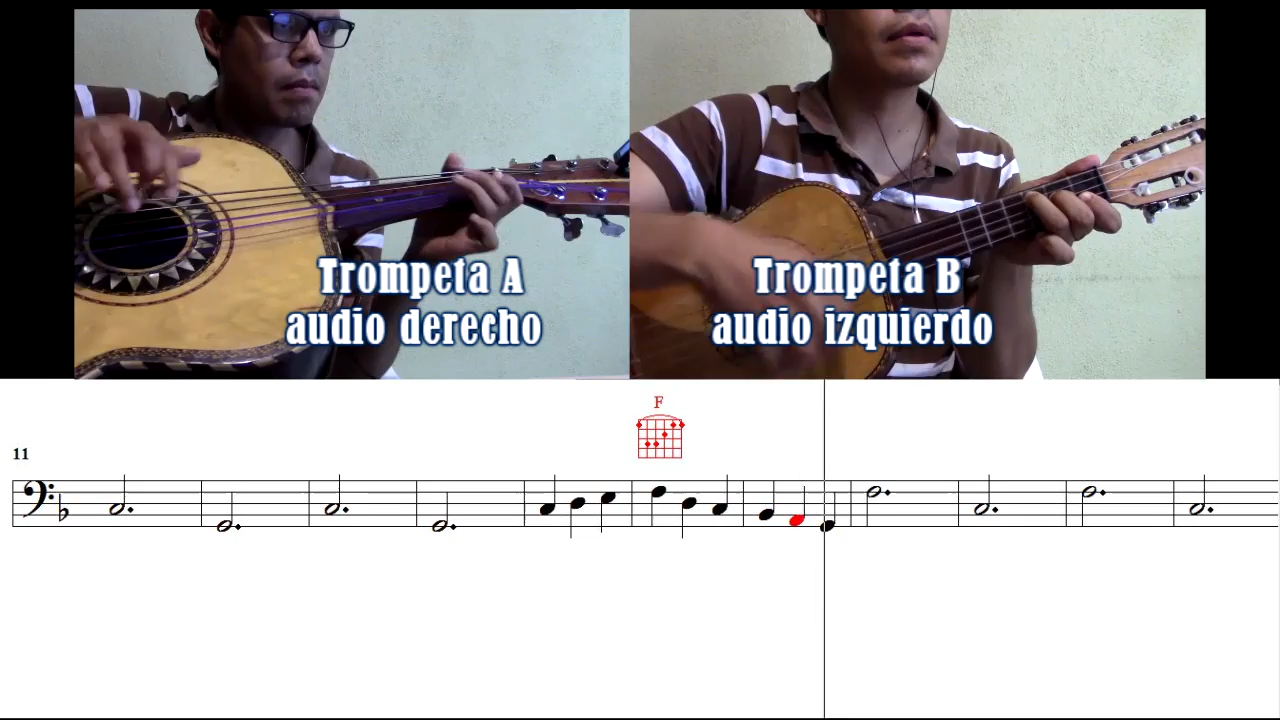 Trompeta A
audio derecho
Trompeta B
audio izquierdo
F
11